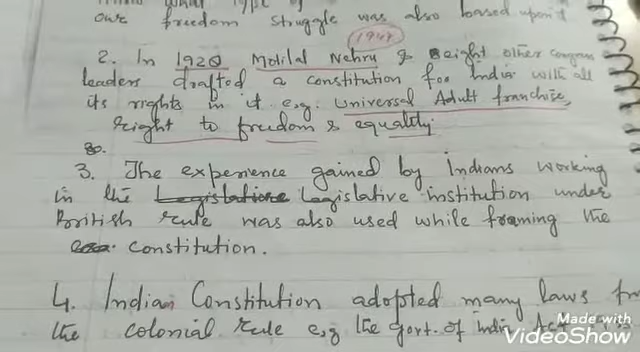 our freedom struggle was also based upon it
1928
2. In 1920 Motilal Nehru & eight other congress
leaders drafted a constitution for India with all
its rights in it e.g. Universal Adult franchise,
right to freedom & equality.
3. The experience gained by Indians working
in the Legislative institution under
British rule was also used while framing the
constitution.
4. Indian Constitution adopted many laws
the colonial rule e.g the govt. of India Act
Made with
VideoShow